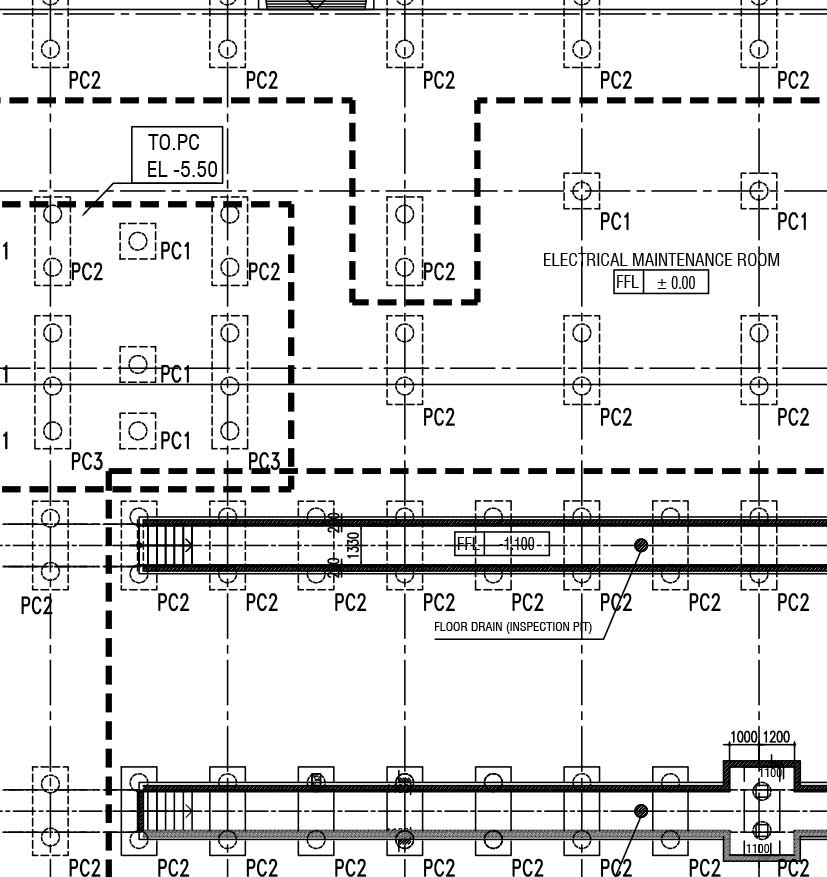 PC2 PC2 PC2 PC2 PC2
TO.PC
EL -5.50
PC1 PC1
1 PC2 PC1 PC2 PC2
ELECTRICAL MAINTENANCE ROOM
FFL ± 0.00
1 PC1
PC2 PC2 PC2
1 PC1
PC3 PC3
1330
FFL -1.100
PC2 PC2 PC2 PC2 PC2 PC2 PC2 PC2 PC2
FLOOR DRAIN (INSPECTION PIT)
1000 1200
1100
1100
PC2 PC2 PC2 PC2 PC2 PC2 PC2 PC2 PC2